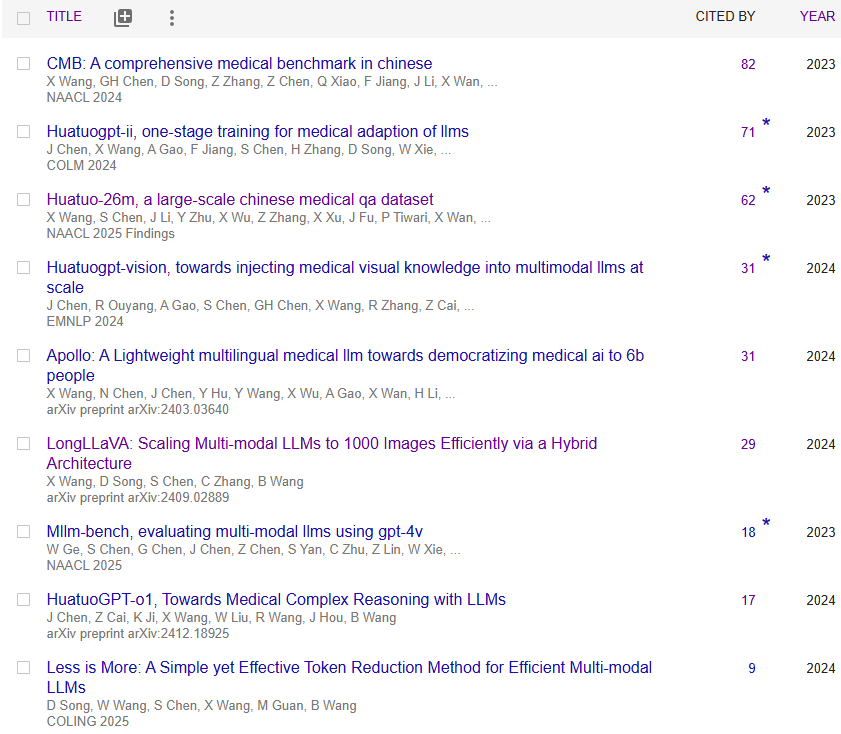 TITLE CITED BY YEAR
CMB: A comprehensive medical benchmark in chinese 82 2023
X Wang, GH Chen, D Song, Z Zhang, Z Chen, Q Xiao, F Jiang, J Li, X Wan, ...
NAACL 2024
Huatuogpt-ii, one-stage training for medical adaption of llms 71 * 2023
J Chen, X Wang, A Gao, F Jiang, S Chen, H Zhang, D Song, W Xie, ...
COLM 2024
Huatuo-26m, a large-scale chinese medical qa dataset 62 * 2023
X Wang, S Chen, J Li, Y Zhu, X Wu, Z Zhang, X Xu, J Fu, P Tiwari, X Wan, ...
NAACL 2025 Findings
Huatuogpt-vision, towards injecting medical visual knowledge into multimodal llms at 31 * 2024
scale
J Chen, R Ouyang, A Gao, S Chen, GH Chen, X Wang, R Zhang, Z Cai, ...
EMNLP 2024
Apollo: A Lightweight multilingual medical llm towards democratizing medical ai to 6b 31 2024
people
X Wang, N Chen, J Chen, Y Hu, Y Wang, X Wu, A Gao, X Wan, H Li, ...
arXiv preprint arXiv:2403.03640
LongLLaVA: Scaling Multi-modal LLMs to 1000 Images Efficiently via a Hybrid 29 2024
Architecture
X Wang, D Song, S Chen, C Zhang, B Wang
arXiv preprint arXiv:2409.02889
Mllm-bench, evaluating multi-modal llms using gpt-4v 18 * 2023
W Ge, S Chen, G Chen, J Chen, Z Chen, S Yan, C Zhu, Z Lin, W Xie, ...
NAACL 2025
HuatuoGPT-o1, Towards Medical Complex Reasoning with LLMs 17 2024
J Chen, Z Cai, K Ji, X Wang, W Liu, R Wang, J Hou, B Wang
arXiv preprint arXiv:2412.18925
Less is More: A Simple yet Effective Token Reduction Method for Efficient Multi-modal 9 2024
LLMs
D Song, W Wang, S Chen, X Wang, M Guan, B Wang
COLING 2025